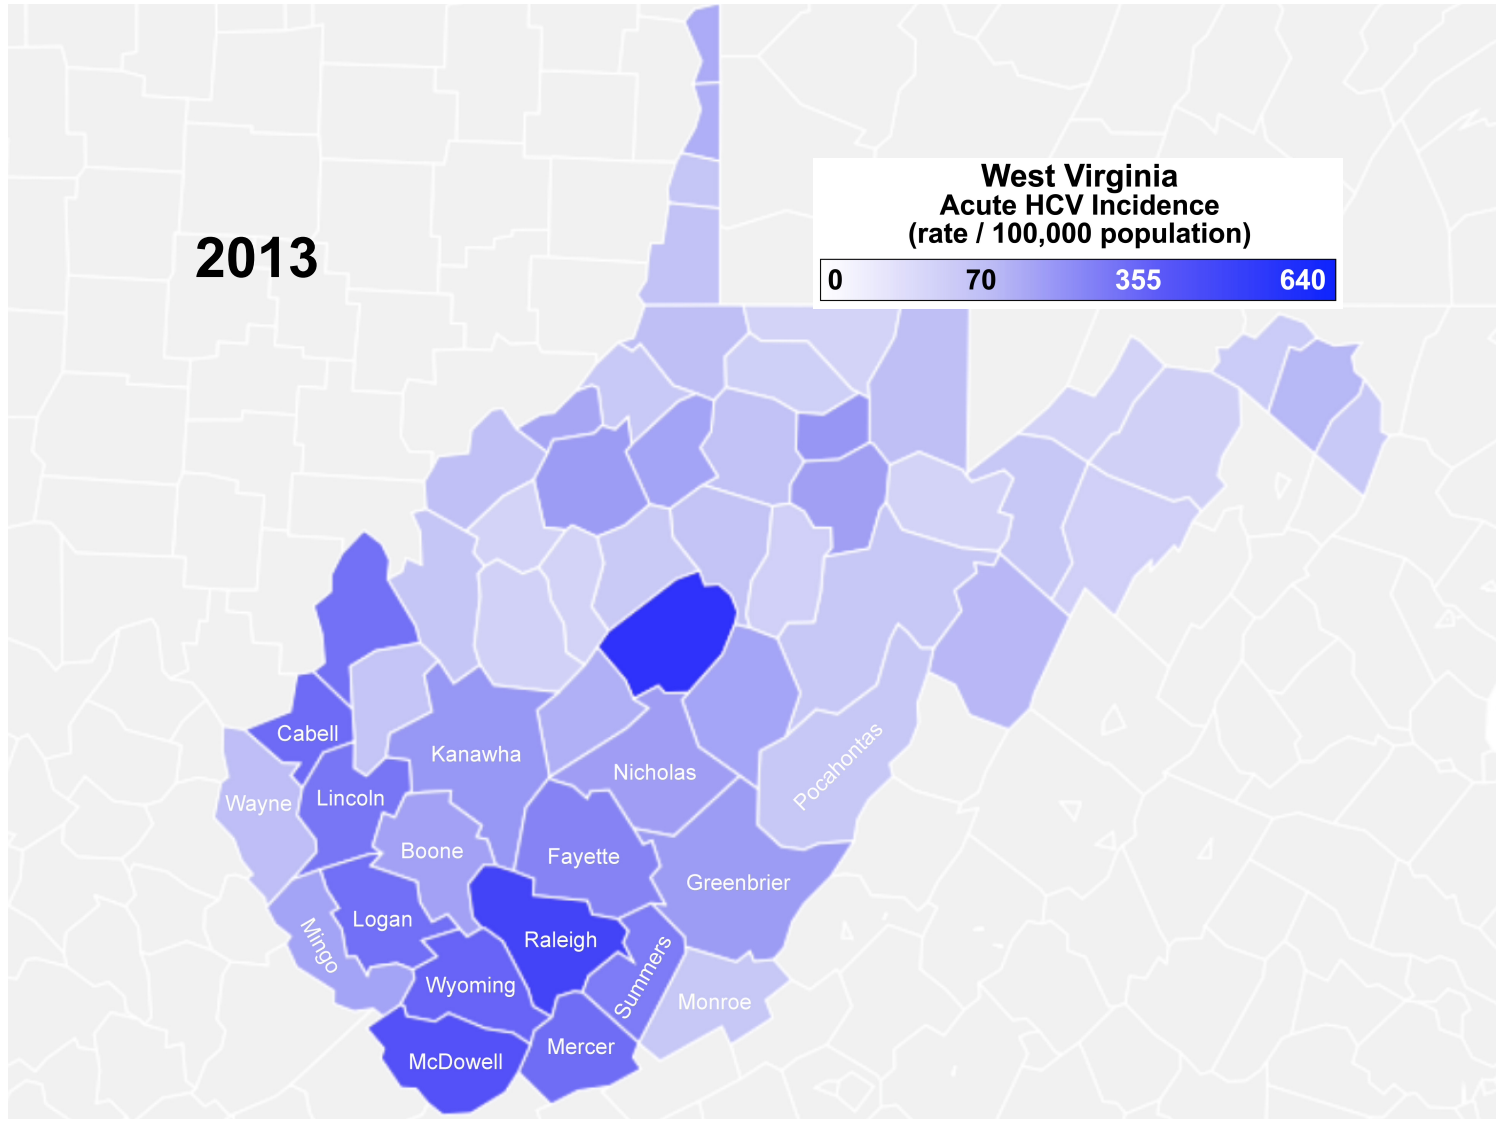 West Virginia
Acute HCV Incidence
(rate / 100,000 population)
0 70 355 640
2013
Cabell
Kanawha
Pocahontas
Nicholas
Wayne
Lincoln
Boone
Fayette
Greenbrier
Logan
Mingo
Raleigh
Summers
Wyoming
Monroe
Mercer
McDowell